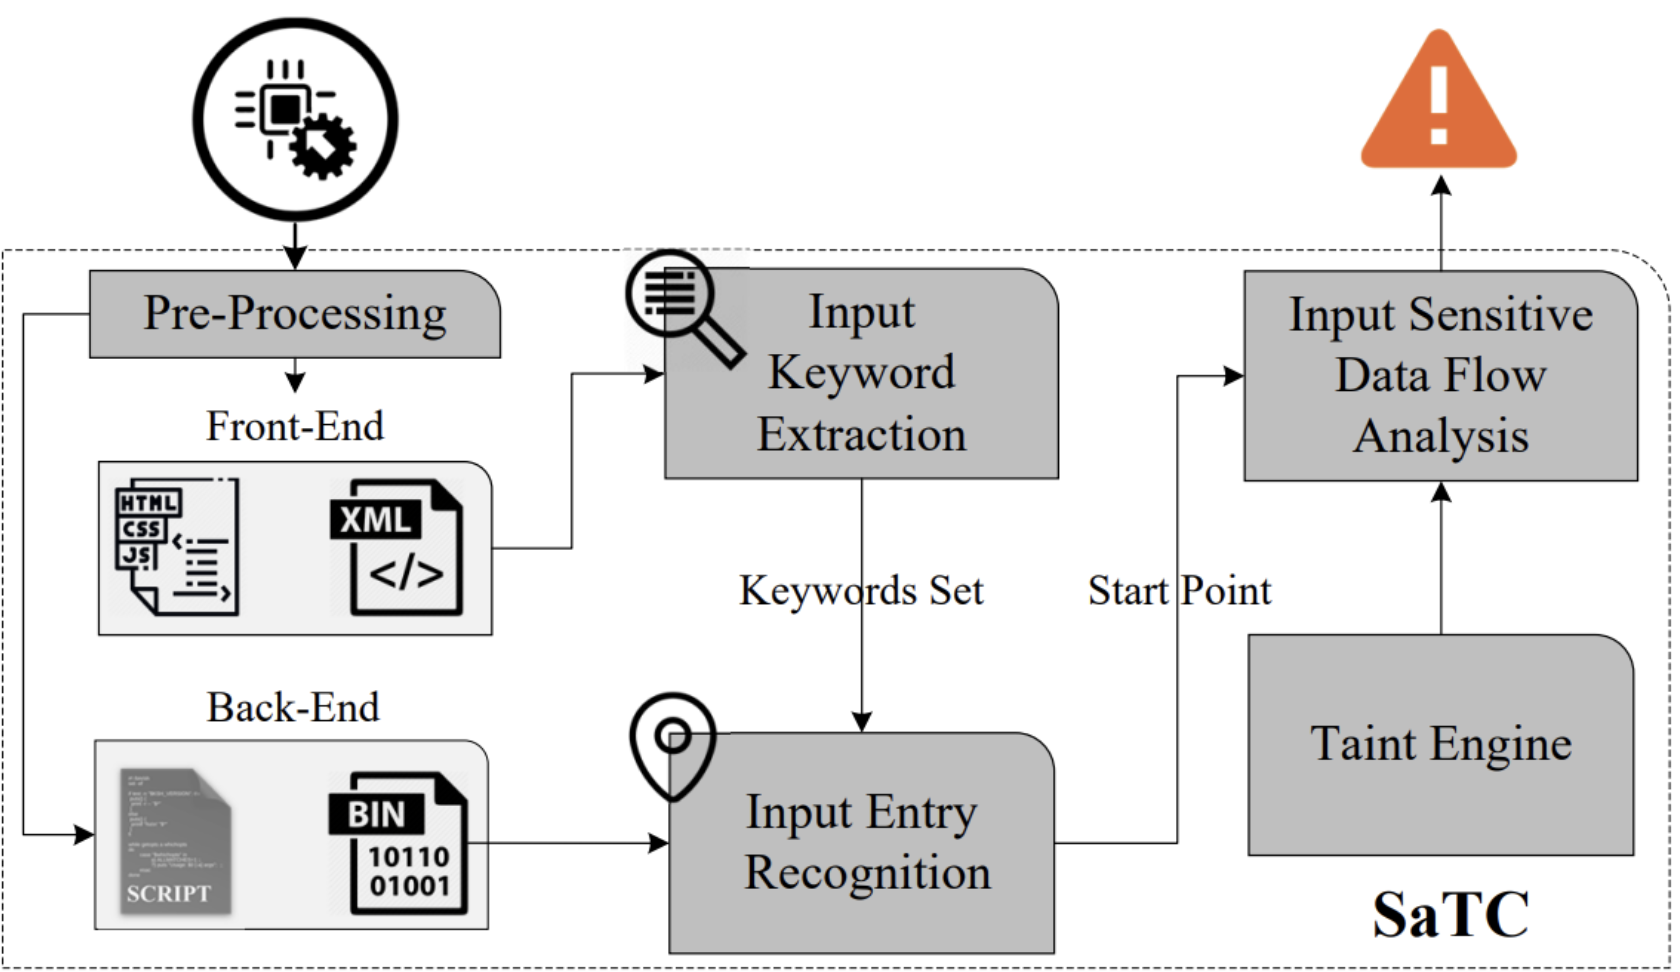 Pre-Processing
Front-End
HTML
CSS
JS
XML
</>
Back-End
SCRIPT
BIN
10110
01001
Input
Keyword
Extraction
Keywords Set
Input Entry
Recognition
Start Point
Input Sensitive
Data Flow
Analysis
Taint Engine
SaTC